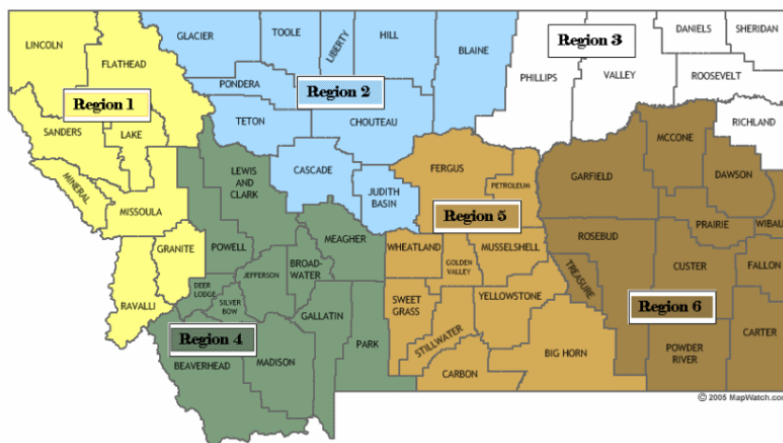 LINCOLN
FLATHEAD
GLACIER
TOOLE
LIBERTY
HILL
BLAINE
PHILLIPS
VALLEY
DANIELS
SHERIDAN
ROOSEVELT
RICHLAND
Region 3
Region 1
Region 2
PONDERA
TETON
CHOUTEAU
CASCADE
JUDITH
BASIN
SANDERS
LAKE
MINERAL
MISSOULA
GRANITE
RAVALLI
LEWIS
AND
CLARK
POWELL
MEAGHER
BROAD-
WATER
JEFFERSON
DEER
LODGE
SILVER
BOW
GALLATIN
PARK
Region 4
BEAVERHEAD
MADISON
FERGUS
PETROLEUM
Region 5
WHEATLAND
GOLDEN
VALLEY
MUSSELSHELL
SWEET
GRASS
STILLWATER
YELLOWSTONE
CARBON
BIG HORN
GARFIELD
MCCONE
DAWSON
ROSEBUD
TREASURE
PRAIRIE
WIBAU
CUSTER
FALLON
Region 6
POWDER
RIVER
CARTER
© 2005 MapWatch.com